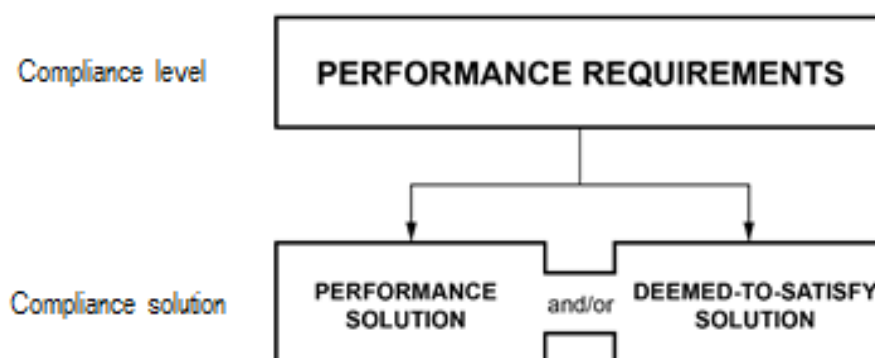 Compliance level
PERFORMANCE REQUIREMENTS
Compliance solution
PERFORMANCE
SOLUTION
and/or
DEEMED-TO-SATISFY
SOLUTION